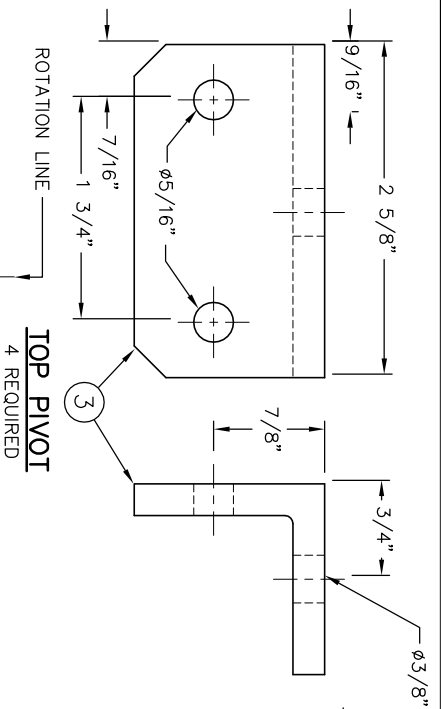 2 5/8"
9/16"
ø5/16"
7/16"
1 3/4"
ROTATION LINE
TOP PIVOT
4 REQUIRED
3
7/8"
3/4"
ø3/8"